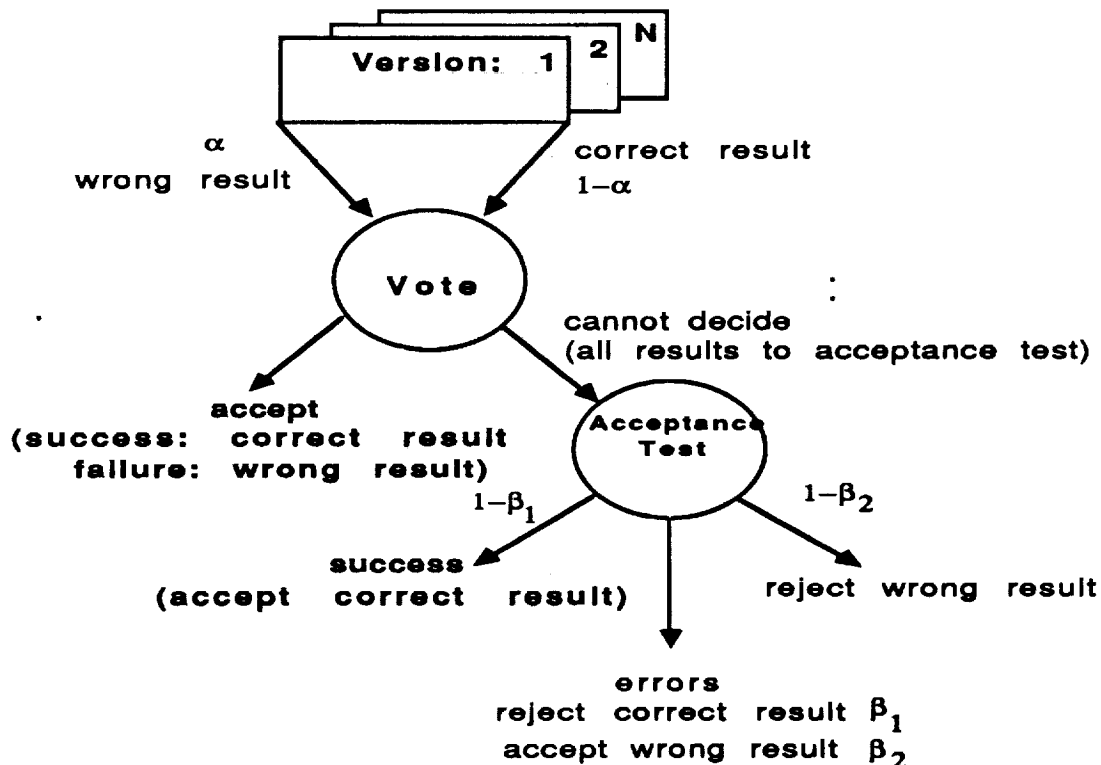 N
2
Version: 1
α
wrong result
correct result
1–α
Vote
cannot decide
(all results to acceptance test)
accept
(success: correct result
failure: wrong result)
Acceptance
Test
1–β1
1–β2
success
(accept correct result)
reject wrong result
errors
reject correct result β1
accept wrong result β2